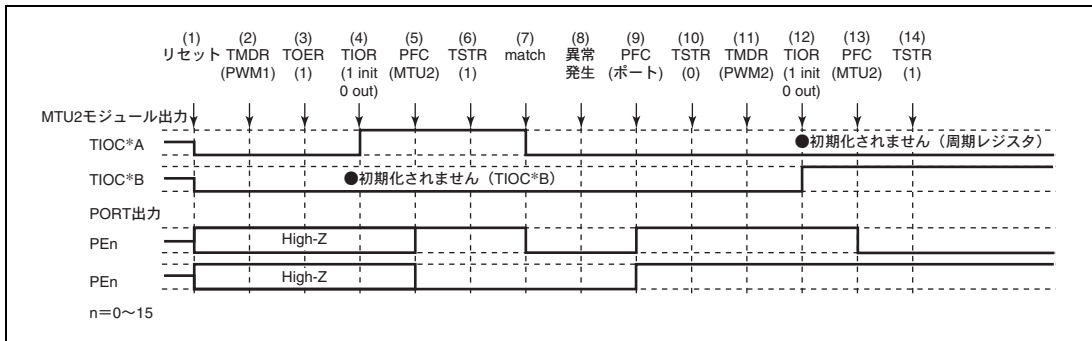 (1) (2) (3) (4) (5) (6) (7) (8) (9) (10) (11) (12) (13) (14)
リセット TMDR TOER TIOR PFC TSTR match 異常 PFC TSTR TMDR TIOR PFC TSTR
(PWM1) (1) (1 init (MTU2) (1) 発生 (ポート) (0) (PWM2) (1 init (MTU2) (1)
0 out) 0 out)
MTU2モジュール出力
TIOC*A ●初期化されません（周期レジスタ）
TIOC*B ●初期化されません（TIOC*B）
PORT出力
PEn High-Z
PEn High-Z
n＝0～15